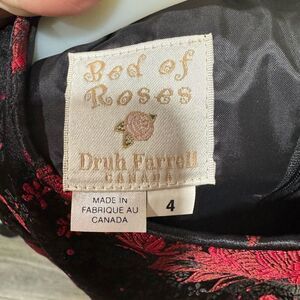 Bed of
Roses
Druh Farrell
CANADA
MADE IN
FABRIQUE AU
CANADA
4